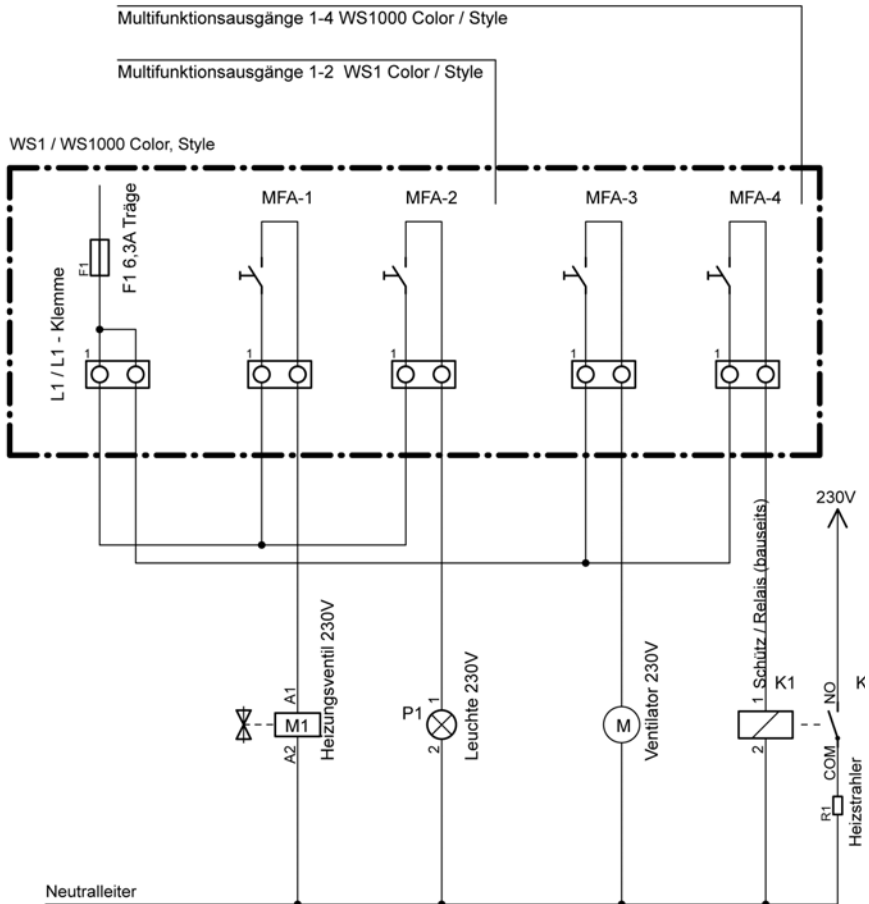 Multifunktionsausgänge 1-4 WS1000 Color / Style
Multifunktionsausgänge 1-2 WS1 Color / Style
WS1 / WS1000 Color, Style
MFA-1
MFA-2
MFA-3
MFA-4
F1
F1 6,3A Träge
L1 / L1 - Klemme
1
1
1
1
1
230V
A1
M1
A2
Heizungsventil 230V
P1
1
2
Leuchte 230V
M
Ventilator 230V
Schütz / Relais (bauseits)
1
2
K1
NO
COM
K
R1
Heizstrahler
Neutralleiter